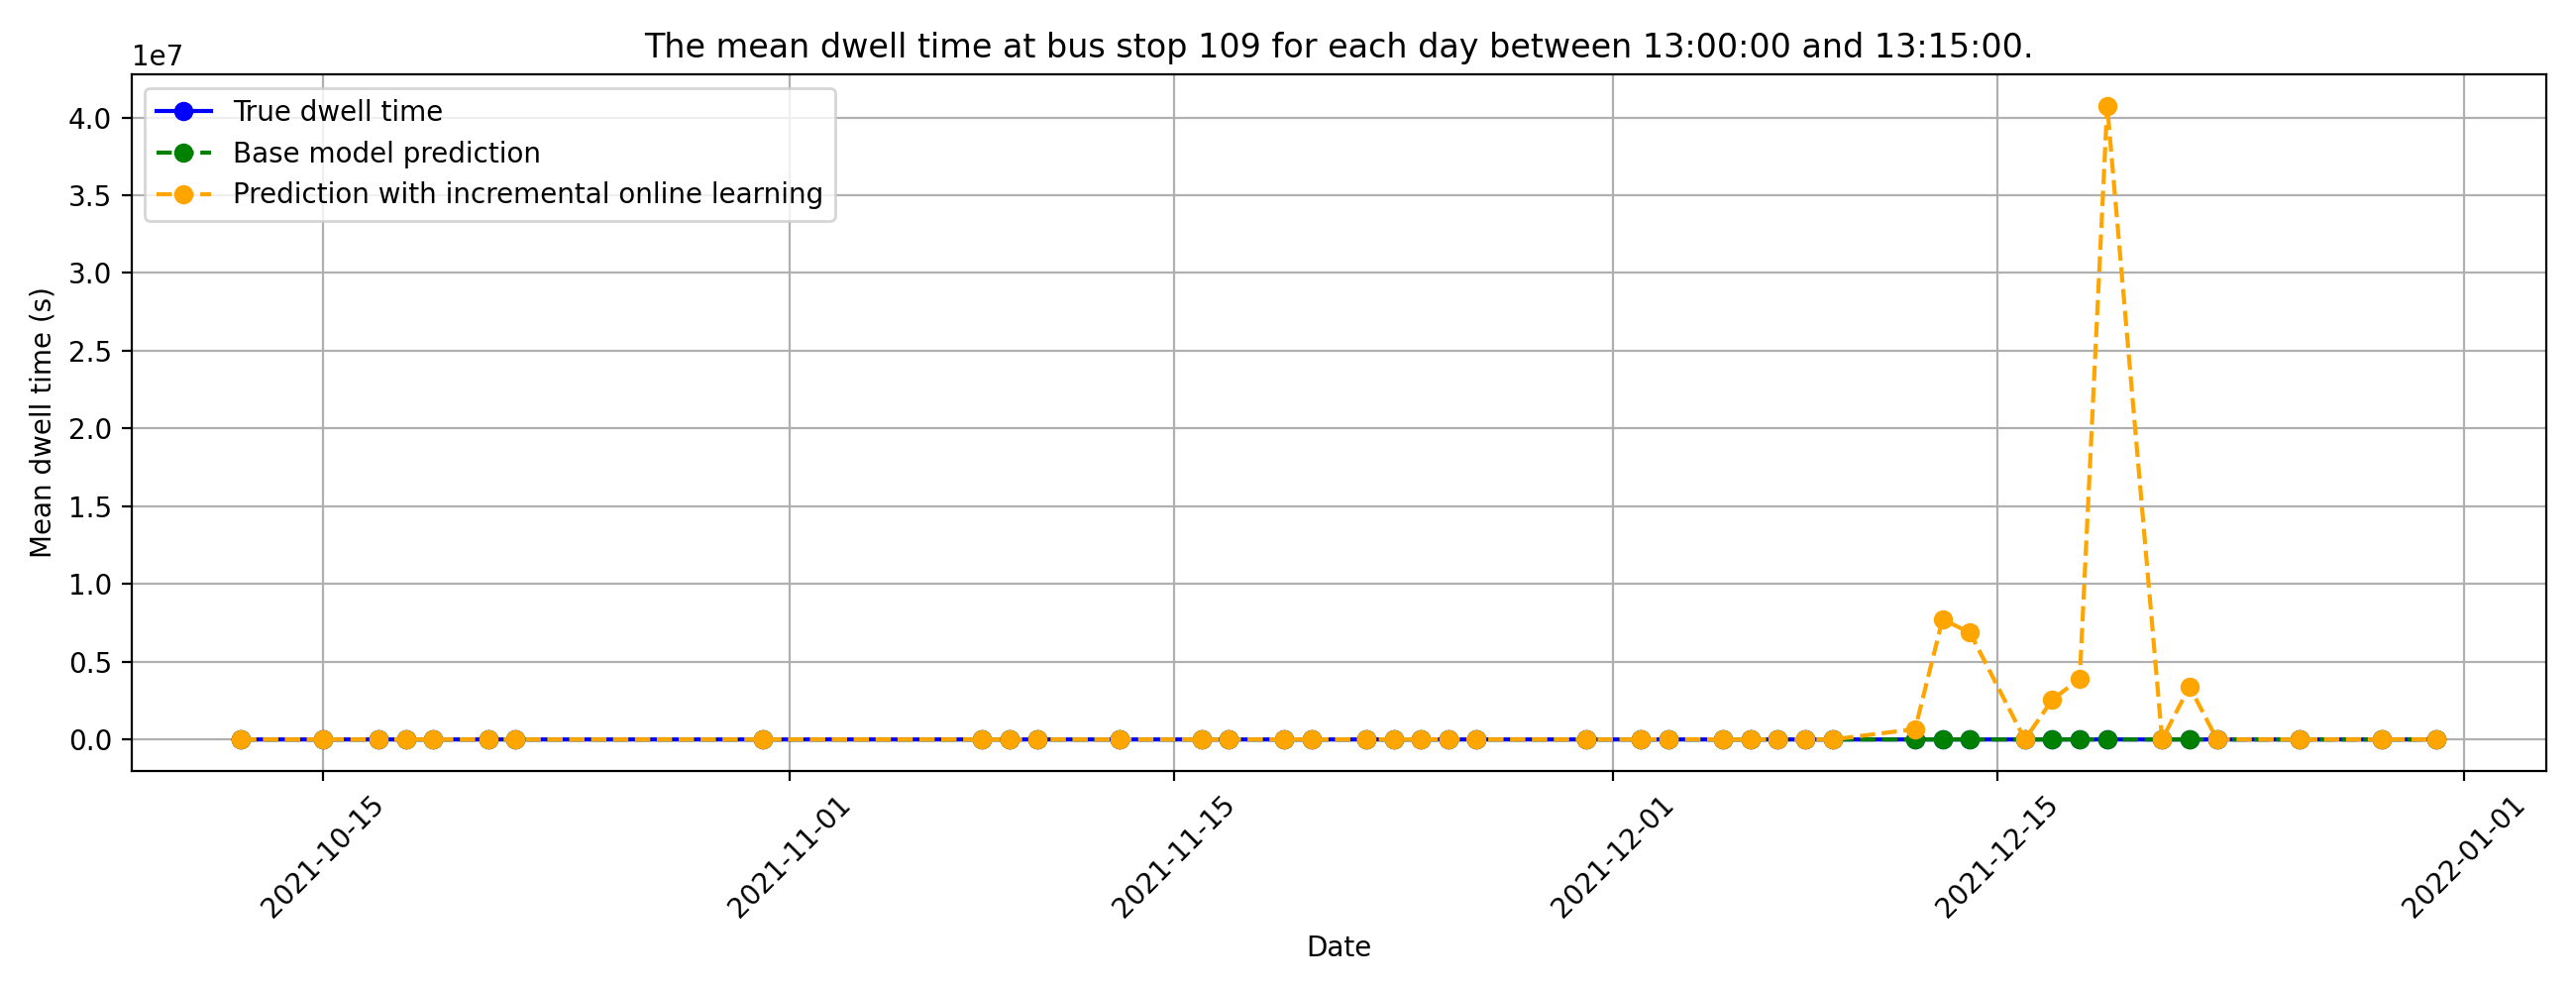 The mean dwell time at bus stop 109 for each day between 13:00:00 and 13:15:00.
1e7
True dwell time
Base model prediction
Prediction with incremental online learning
Mean dwell time (s)
4.0
3.5
3.0
2.5
2.0
1.5
1.0
0.5
0.0
2021-10-15
2021-11-01
2021-11-15
2021-12-01
2021-12-15
2022-01-01
Date